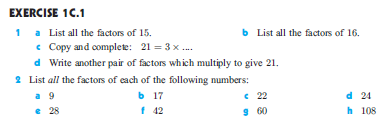 EXERCISE 1C.1
1 a List all the factors of 15. b List all the factors of 16.
c Copy and complete: 21 = 3 × ....
d Write another pair of factors which multiply to give 21.
2 List all the factors of each of the following numbers:
a 9 b 17 c 22 d 24
e 28 f 42 g 60 h 108